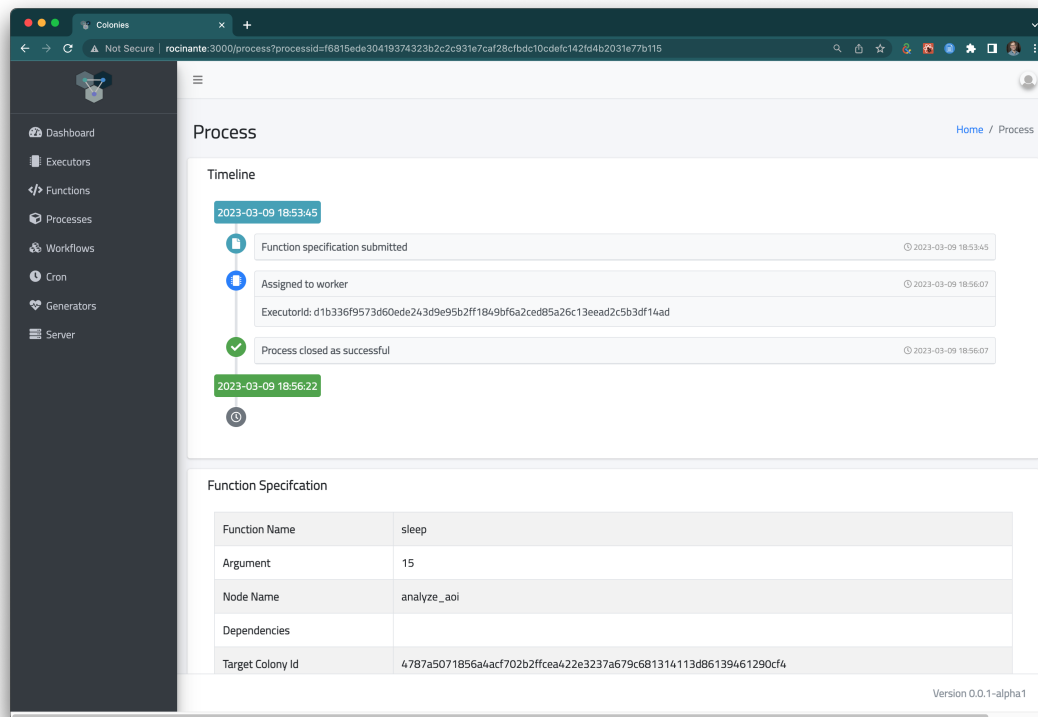 Colonies
Not Secure | rocinante:3000/process?processid=f6815ede30419374323b2c2c931e7caf28cfbdc10cdefc142fd4b2031e77b115
Dashboard
Executors
Functions
Processes
Workflows
Cron
Generators
Server
Process
Home / Process
Timeline
2023-03-09 18:53:45
Function specification submitted 2023-03-09 18:53:45
Assigned to worker 2023-03-09 18:56:07
ExecutorId: d1b336f9573d60ede243d9e95b2ff1849bf6a2ced85a26c13eead2c5b3df14ad
Process closed as successful 2023-03-09 18:56:07
2023-03-09 18:56:22
Function Specifcation
Function Name sleep
Argument 15
Node Name analyze_aoi
Dependencies
Target Colony Id 4787a5071856a4acf702b2ffcea422e3237a679c681314113d86139461290cf4
Version 0.0.1-alpha1